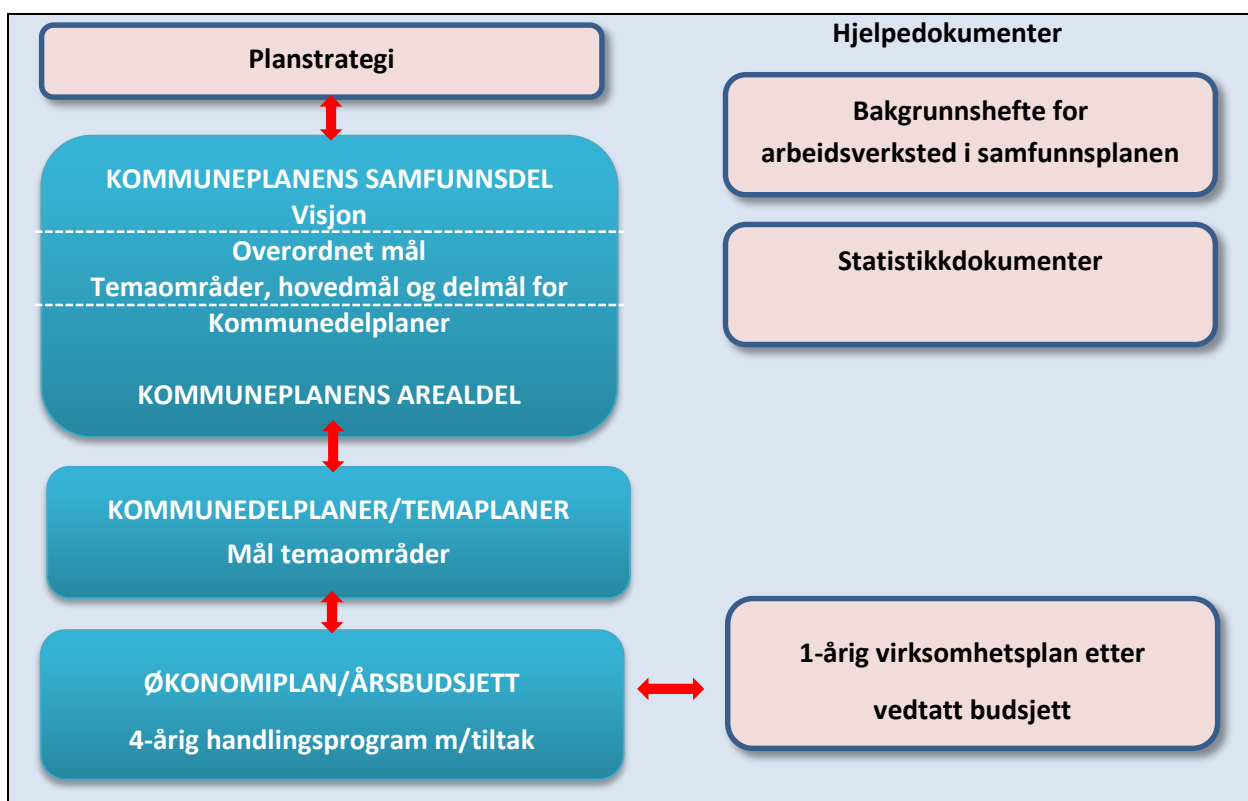 Planstrategi
KOMMUNEPLANENS SAMFUNNSDEL
Visjon
Overordnet mål
Temaområder, hovedmål og delmål for
Kommunedelplaner
KOMMUNEPLANENS AREALDEL
KOMMUNEDELPLANER/TEMAPLANER
Mål temaområder
ØKONOMIPLAN/ÅRSBUDSJETT
4-årig handlingsprogram m/tiltak
Hjelpedokumenter
Bakgrunnshefte for
arbeidsverksted i samfunnsplanen
Statistikkdokumenter
1-årig virksomhetsplan etter
vedtatt budsjett